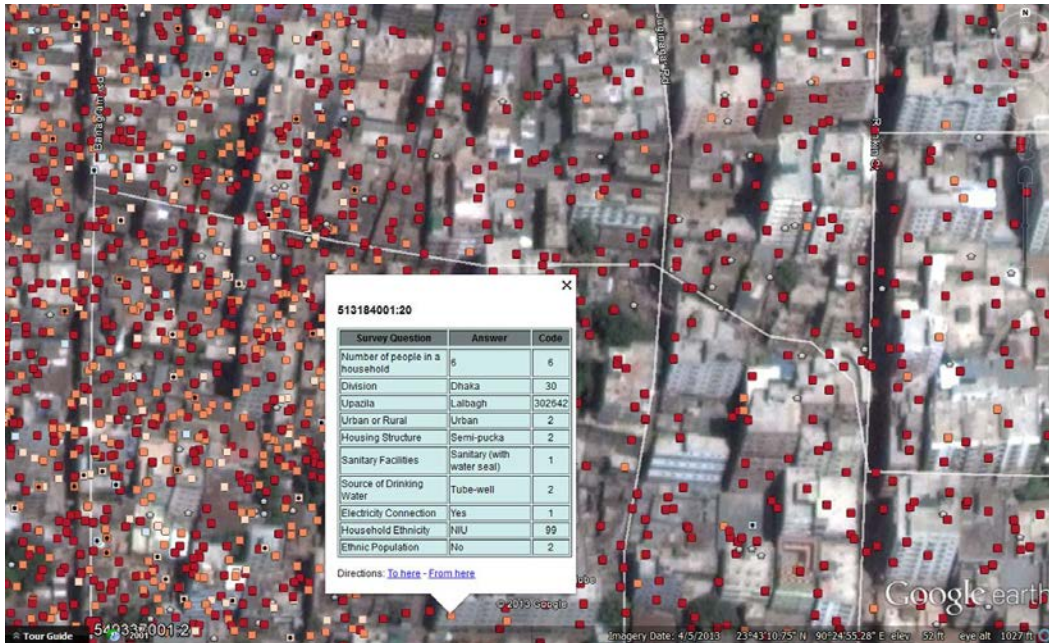 N
513184001:20
Survey Question Answer Code
Number of people in a household 6 6
Division Dhaka 30
Upazila Lalbagh 302642
Urban or Rural Urban 2
Housing Structure Semi-pucka 2
Sanitary Facilities Sanitary (with water seal) 1
Source of Drinking Water Tube-well 2
Electricity Connection Yes 1
Household Ethnicity NIU 99
Ethnic Population No 2
Directions: To here - From here
© 2013 Google
Google earth
Tour Guide
2001
Imagery Date: 4/5/2013 23°43'10.75" N 90°24'55.28" E elev 52 ft eye alt 1027 ft